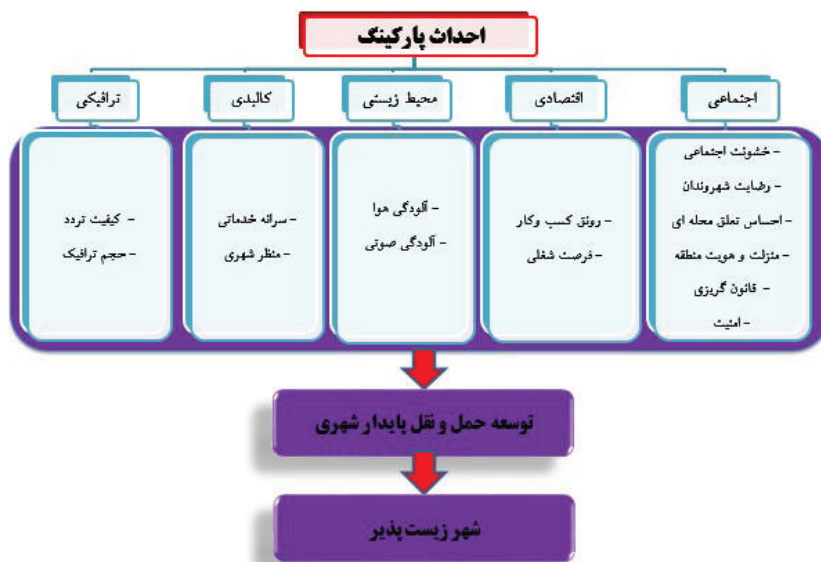 احداث پارکینگ
اجتماعی
اقتصادی
محیط زیستی
کالبدی
ترافیکی
- خشونت اجتماعی
- رضایت شهروندان
- احساس تعلق محله ای
- منزلت و هویت منطقه
- قانون گریزی
- امنیت
- رونق کسب وکار
- فرصت شغلی
- آلودگی هوا
- آلودگی صوتی
- سرانه خدماتی
- منظر شهری
- کیفیت تردد
- حجم ترافیک
توسعه حمل و نقل پایدار شهری
شهر زیست پذیر